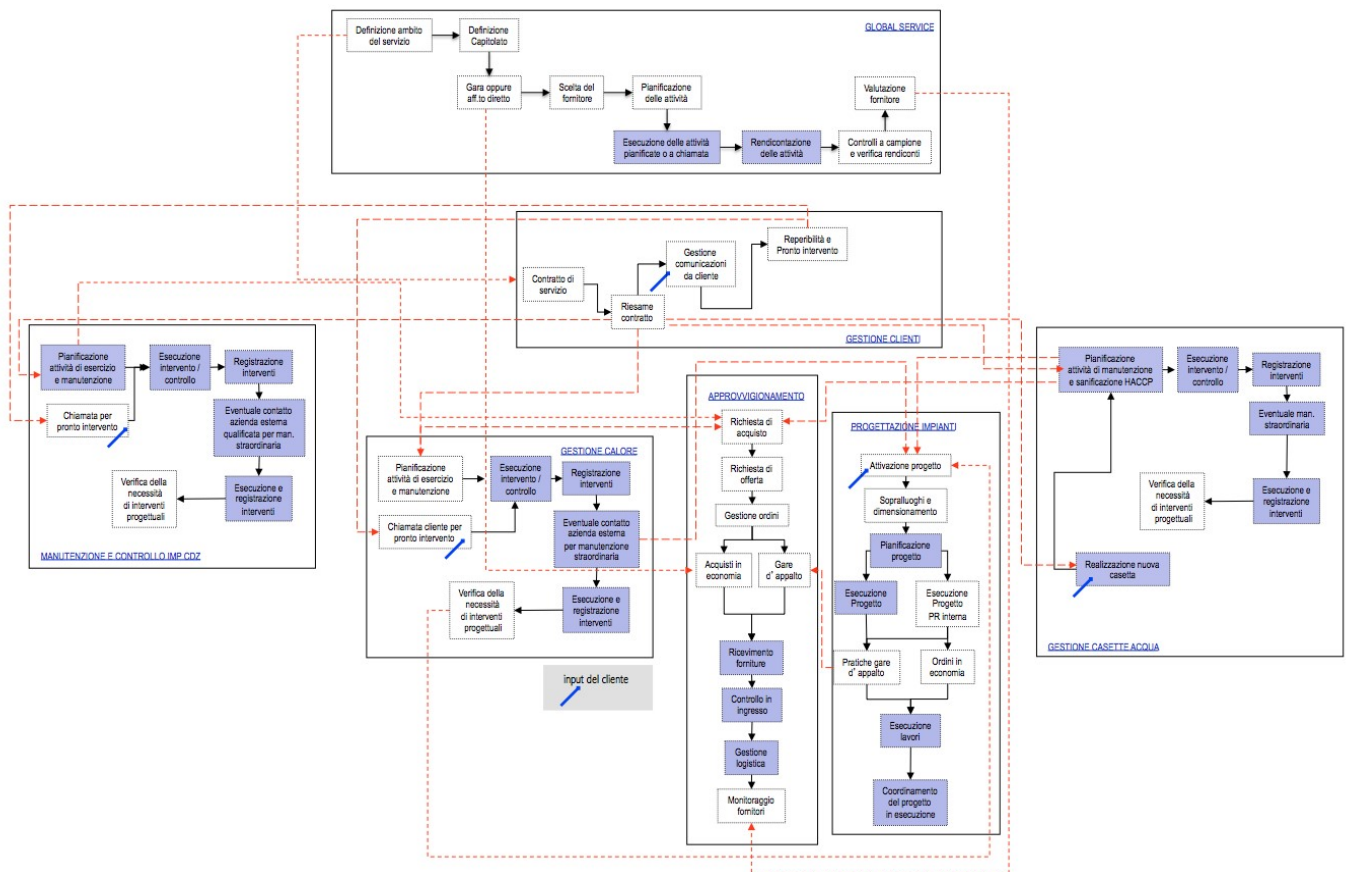 GLOBAL SERVICE
Definizione ambito
del servizio
Definizione
Capitolato
Gara oppure
aff.to diretto
Scelta del
fornitore
Pianificazione
delle attività
Valutazione
fornitore
Esecuzione delle attività
pianificate o a chiamata
Rendicontazione
delle attività
Controlli a campione
e verifica rendiconti
Contratto di
servizio
Riesame
contratto
Gestione
comunicazioni
da cliente
Reperibilità e
Pronto intervento
GESTIONE CLIENTI
Pianificazione
attività di esercizio
e manutenzione
Esecuzione
intervento /
controllo
Registrazione
interventi
Chiamata per
pronto intervento
Eventuale contatto
azienda esterna
qualificata per man.
straordinaria
Verifica della
necessità
di interventi
progettuali
Esecuzione e
registrazione
interventi
MANUTENZIONE E CONTROLLO IMP CDZ
GESTIONE CALORE
Pianificazione
attività di esercizio
e manutenzione
Esecuzione
intervento /
controllo
Registrazione
interventi
Chiamata cliente per
pronto intervento
Eventuale contatto
azienda esterna
per manutenzione
straordinaria
Verifica della
necessità
di interventi
progettuali
Esecuzione e
registrazione
interventi
input del cliente
APPROVVIGIONAMENTO
Richiesta di
acquisto
Richiesta di
offerta
Gestione ordini
Acquisti in
economia
Gare
d' appalto
Ricevimento
forniture
Controllo in
ingresso
Gestione
logistica
Monitoraggio
fornitori
PROGETTAZIONE IMPIANTI
Attivazione progetto
Sopralluoghi e
dimensionamento
Planificazione
progetto
Esecuzione
Progetto
Esecuzione
Progetto
PR interna
Pratiche gare
d' appalto
Ordini in
economia
Esecuzione
lavori
Coordinamento
del progetto
in esecuzione
Pianificazione
attività di manutenzione
e sanificazione HACCP
Esecuzione
intervento /
controllo
Registrazione
interventi
Eventuale man.
straordinaria
Verifica della
necessità
di interventi
progettuali
Esecuzione e
registrazione
interventi
Realizzazione nuova
casetta
GESTIONE CASETTE ACQUA